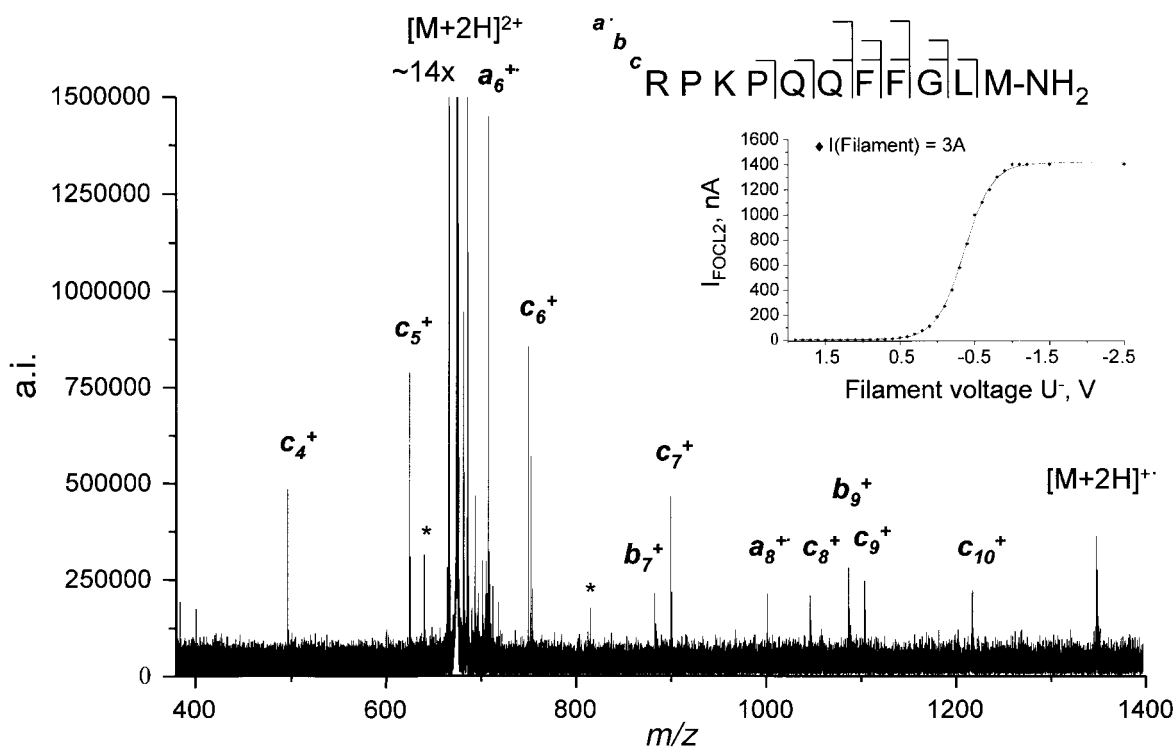 [M+2H]²⁺
~14x
a₆⁺·
a·
b
c
R P K P Q Q F F G L M-NH₂
1500000
1250000
1000000
750000
500000
250000
0
a.i.
c₄⁺
c₅⁺
*
c₆⁺
*
b₇⁺
c₇⁺
a₈⁺·
c₈⁺
b₉⁺
c₉⁺
c₁₀⁺
[M+2H]⁺·
400
600
800
1000
1200
1400
m/z
I(Filament) = 3A
1600
1400
1200
1000
800
600
400
200
0
I_FOCL2, nA
1.5
0.5
-0.5
-1.5
-2.5
Filament voltage U⁻, V